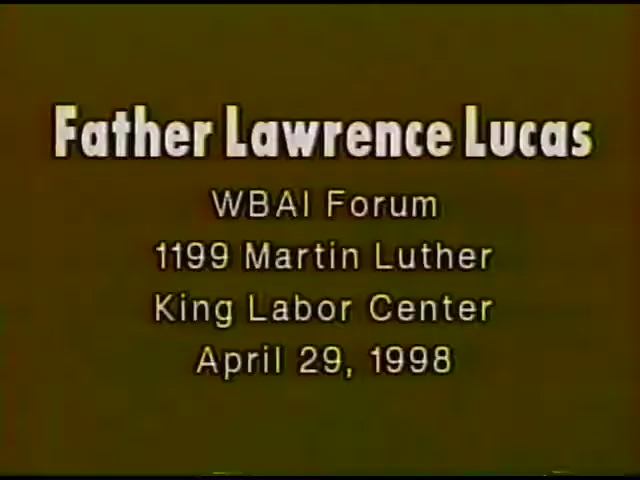 Father Lawrence Lucas
WBAI Forum
1199 Martin Luther
King Labor Center
April 29, 1998